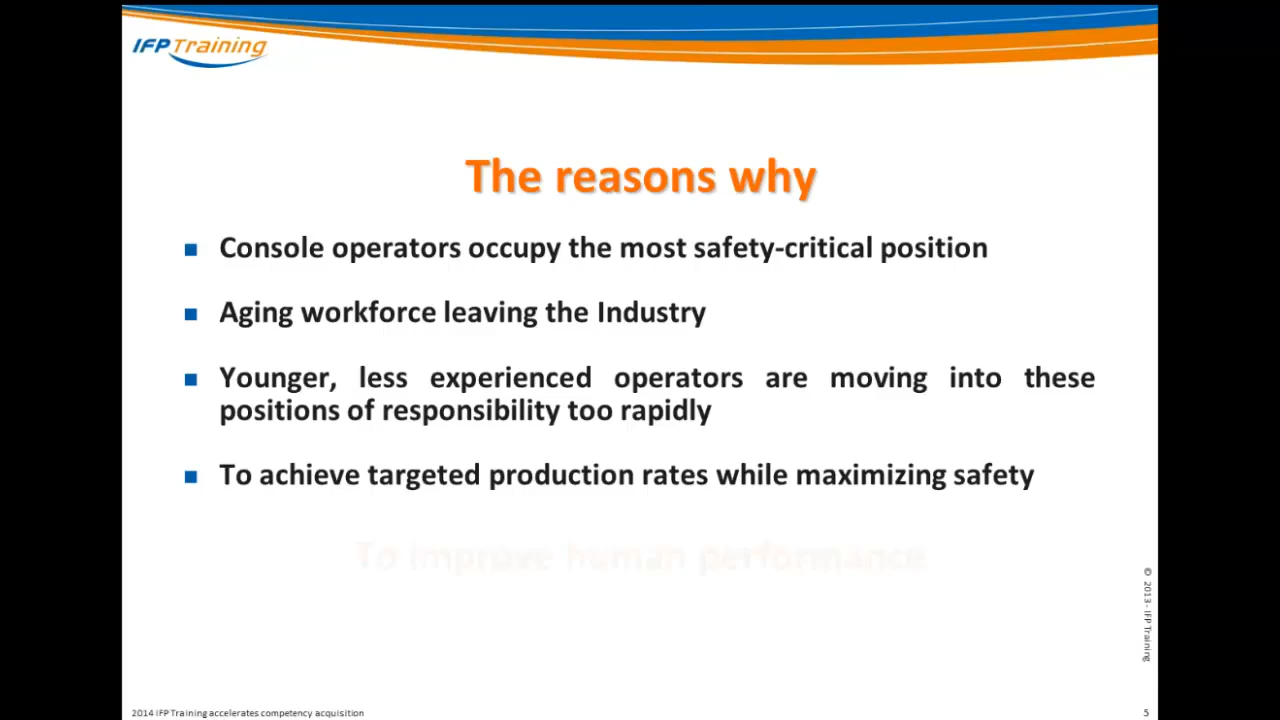 IFP Training
The reasons why
Console operators occupy the most safety-critical position
Aging workforce leaving the Industry
Younger, less experienced operators are moving into these
positions of responsibility too rapidly
To achieve targeted production rates while maximizing safety
To improve human performance
© 2013 - IFP Training
2014 IFP Training accelerates competency acquisition
5